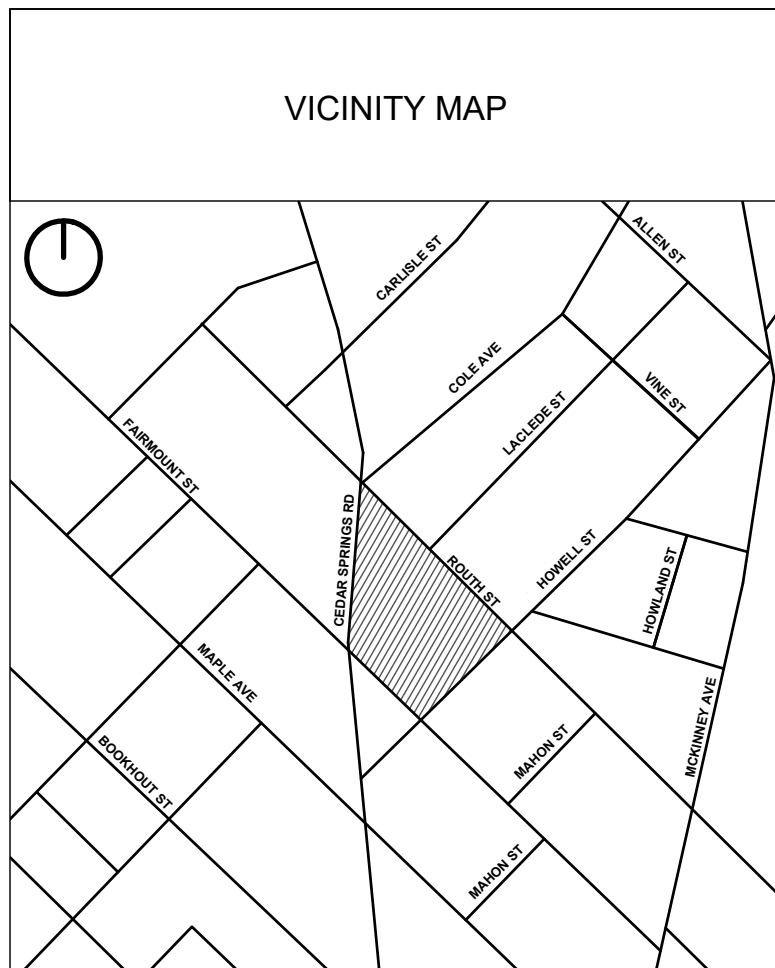 VICINITY MAP
ALLEN ST
CARLISLE ST
COLE AVE
VINE ST
LACLEDE ST
FAIRMOUNT ST
CEDAR SPRINGS RD
ROUTH ST
HOWELL ST
HOWLAND ST
MAPLE AVE
MCKINNEY AVE
MAHON ST
BOOKHOUT ST
MAHON ST